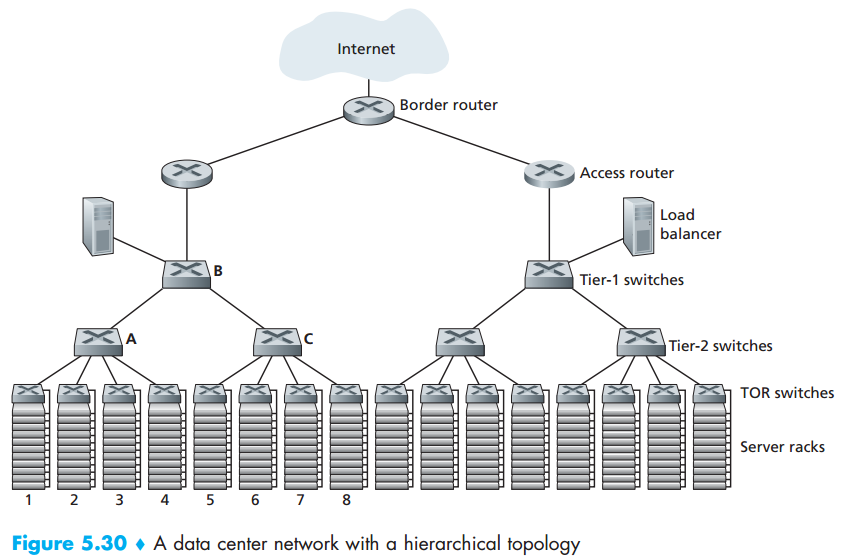 Internet
Border router
Access router
Load
balancer
B
Tier-1 switches
A
C
Tier-2 switches
TOR switches
Server racks
1 2 3 4 5 6 7 8
Figure 5.30 ♦ A data center network with a hierarchical topology